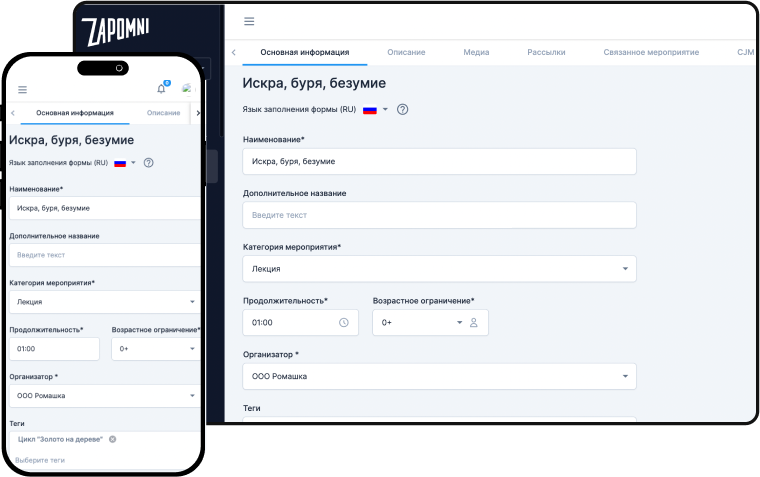 ZAPOMNI
Основная информация
Описание
Медиа
Рассылки
Связанное мероприятие
CJM
Искра, буря, безумие
Язык заполнения формы (RU)
Наименование*
Искра, буря, безумие
Дополнительное название
Введите текст
Категория мероприятия*
Лекция
Продолжительность* Возрастное ограничение*
01:00 0+
Организатор *
ООО Ромашка
Теги
Основная информация Описание
Искра, буря, безумие
Язык заполнения формы (RU)
Наименование*
Искра, буря, безумие
Дополнительное название
Введите текст
Категория мероприятия*
Лекция
Продолжительность* Возрастное ограничение*
01:00 0+
Организатор *
ООО Ромашка
Теги
Цикл "Золото на дереве"
Выберите теги